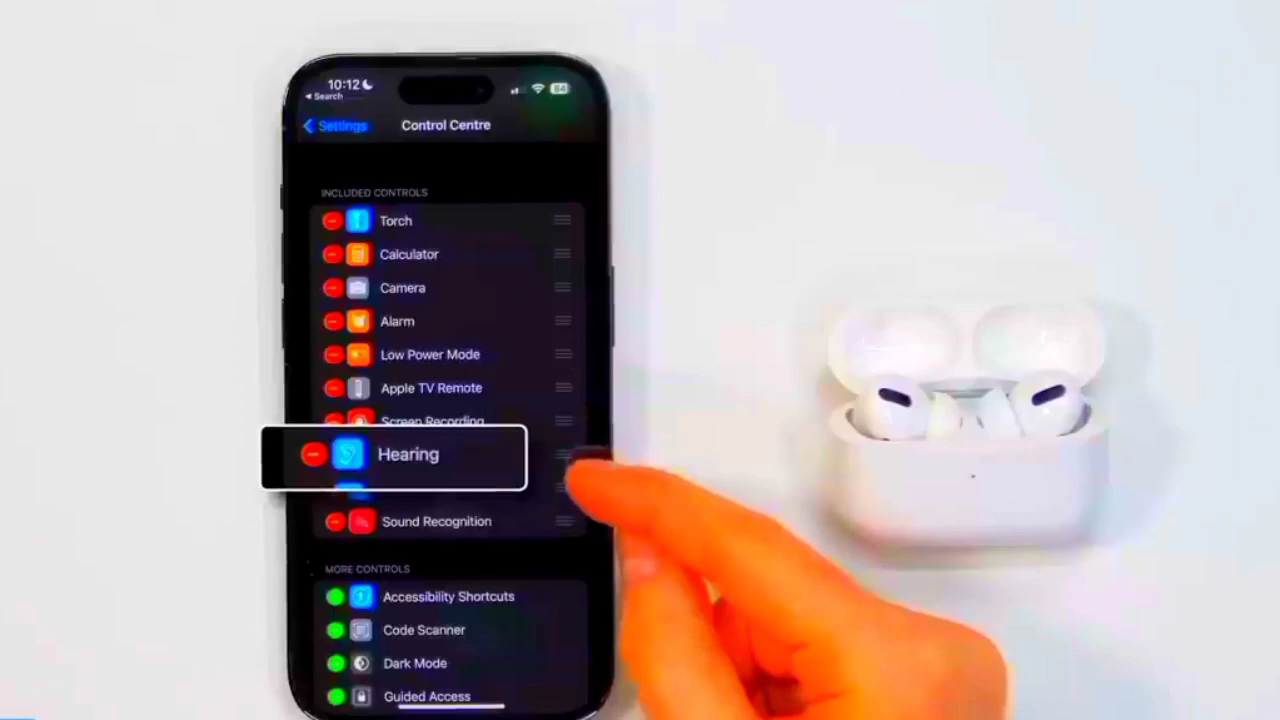 10:12
Search
84
Settings
Control Centre
INCLUDED CONTROLS
Torch
Calculator
Camera
Alarm
Low Power Mode
Apple TV Remote
Screen Recording
Hearing
Sound Recognition
MORE CONTROLS
Accessibility Shortcuts
Code Scanner
Dark Mode
Guided Access